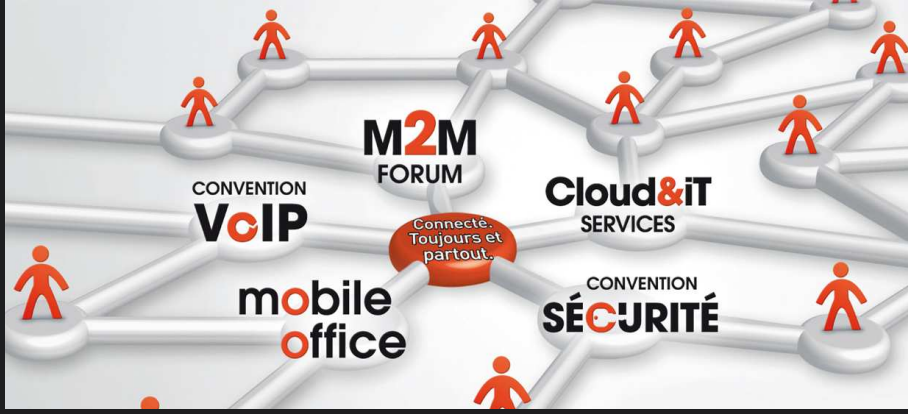 M2M
FORUM
CONVENTION
VoIP
Cloud&iT
SERVICES
Connecté.
Toujours et
partout.
mobile
office
CONVENTION
SÉCURITÉ